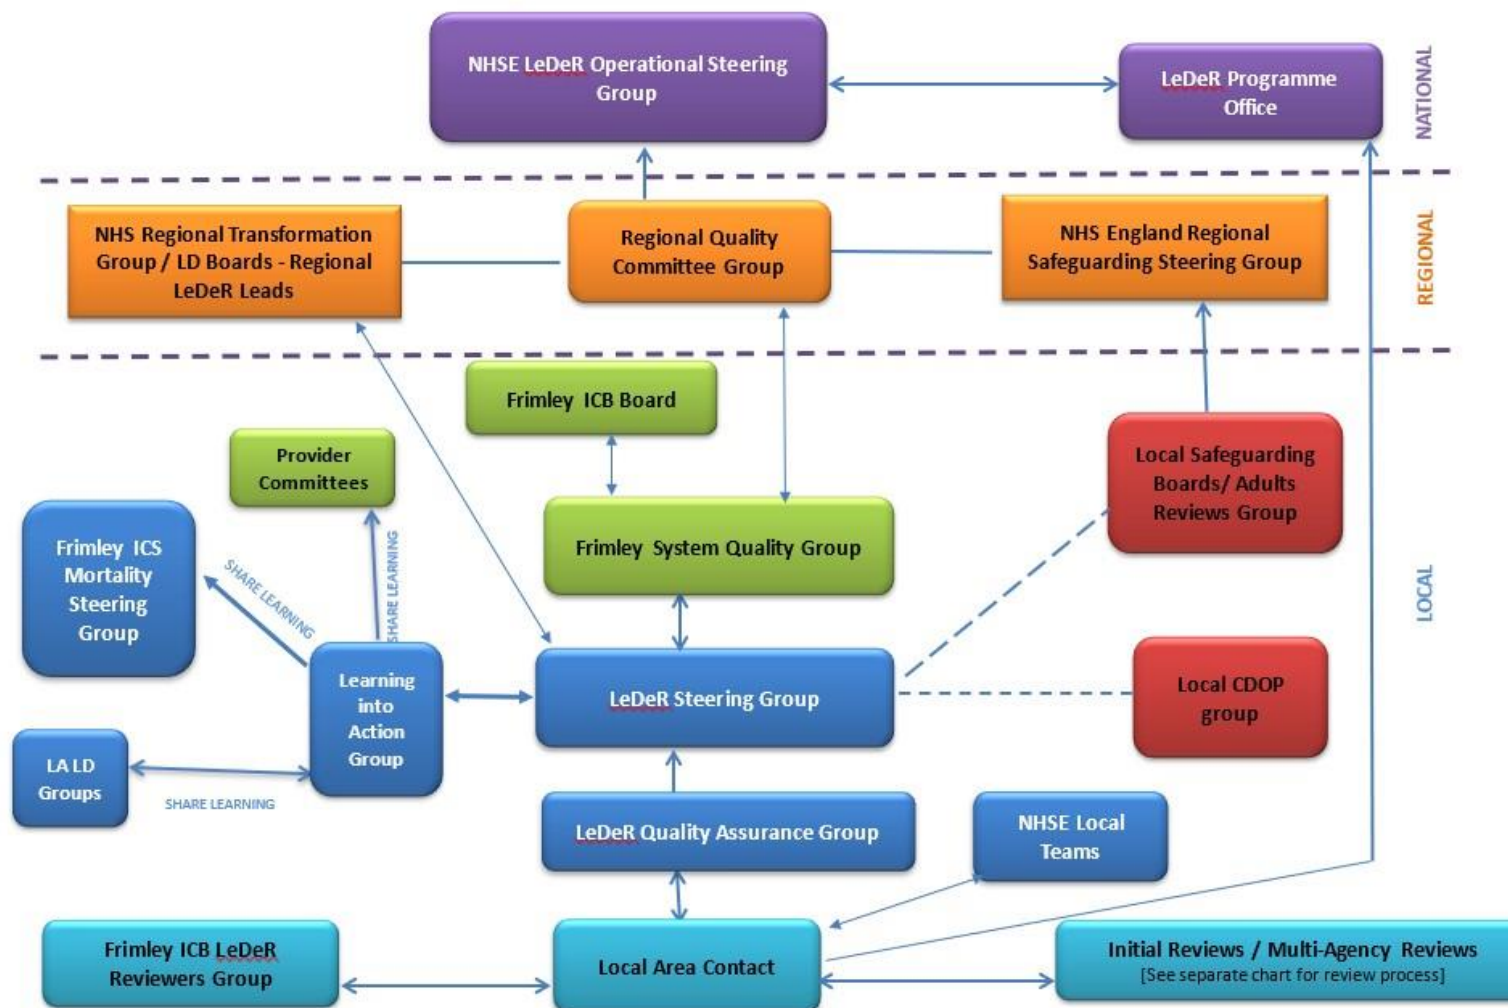 NHSE LeDeR Operational Steering
Group
LeDeR Programme
Office
NATIONAL
NHS Regional Transformation
Group / LD Boards - Regional
LeDeR Leads
Regional Quality
Committee Group
NHS England Regional
Safeguarding Steering Group
REGIONAL
Frimley ICB Board
Provider
Committees
Local Safeguarding
Boards/ Adults
Reviews Group
Frimley ICS
Mortality
Steering
Group
SHARE LEARNING
SHARE LEARNING
Frimley System Quality Group
LOCAL
Learning
into
Action
Group
LeDeR Steering Group
Local CDOP
group
LA LD
Groups
SHARE LEARNING
LeDeR Quality Assurance Group
NHSE Local
Teams
Frimley ICB LeDeR
Reviewers Group
Local Area Contact
Initial Reviews / Multi-Agency Reviews
[See separate chart for review process]